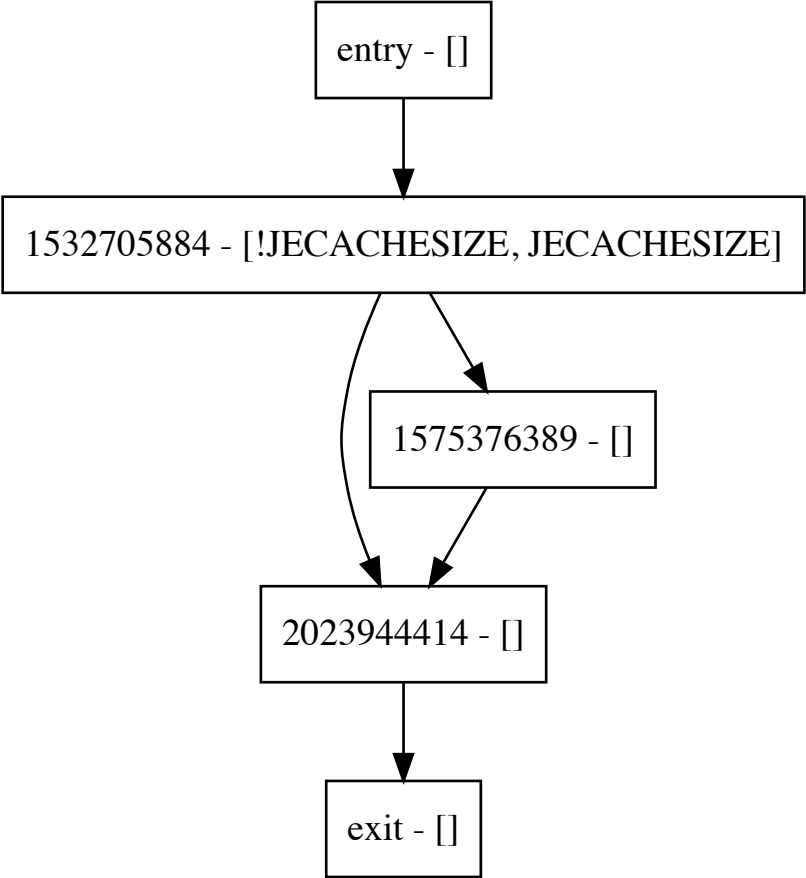 entry - []
1532705884 - [!JECACHESIZE, JECACHESIZE]
1575376389 - []
2023944414 - []
exit - []